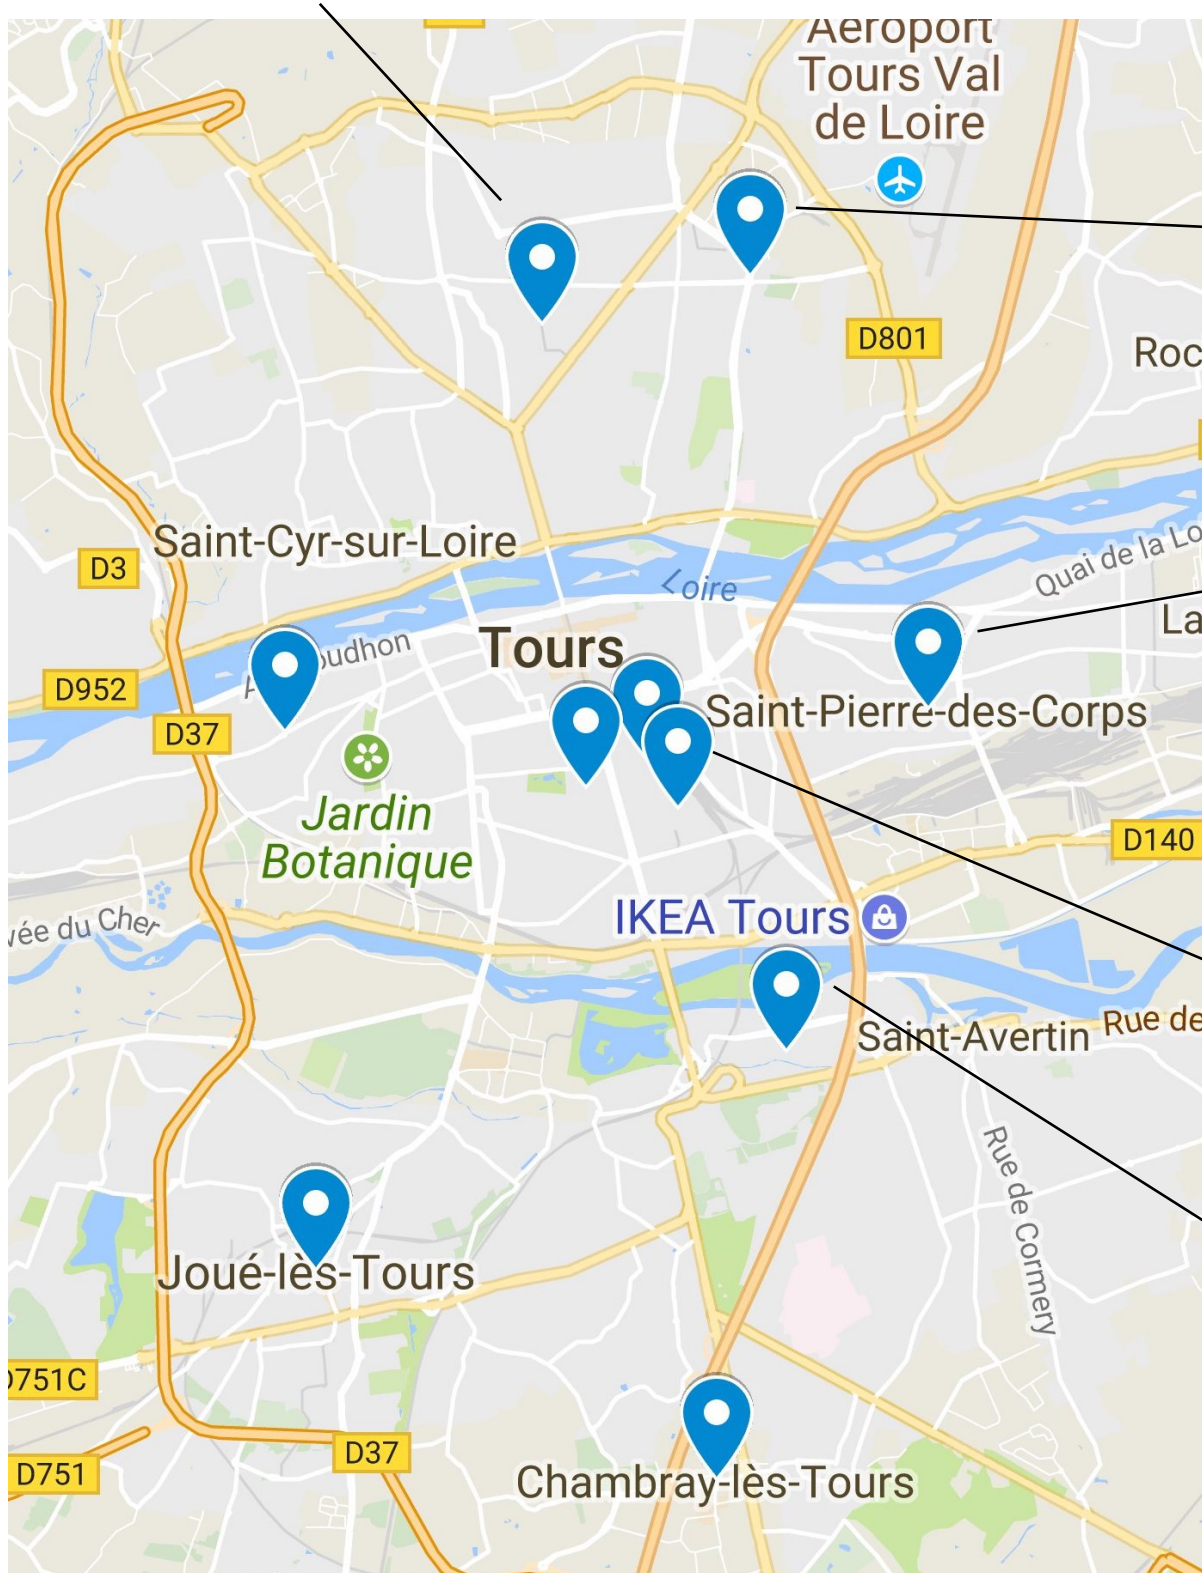 Aéroport
Tours Val
de Loire
D801
Roc
Saint-Cyr-sur-Loire
D3
Quai de la Lo
Loire
La
Tours
oudhon
D952
Saint-Pierre-des-Corps
D37
Jardin
Botanique
D140
IKEA Tours
vée du Cher
Saint-Avertin
Rue de
Rue de Cormery
Joué-lès-Tours
D751C
D37
D751
Chambray-lès-Tours